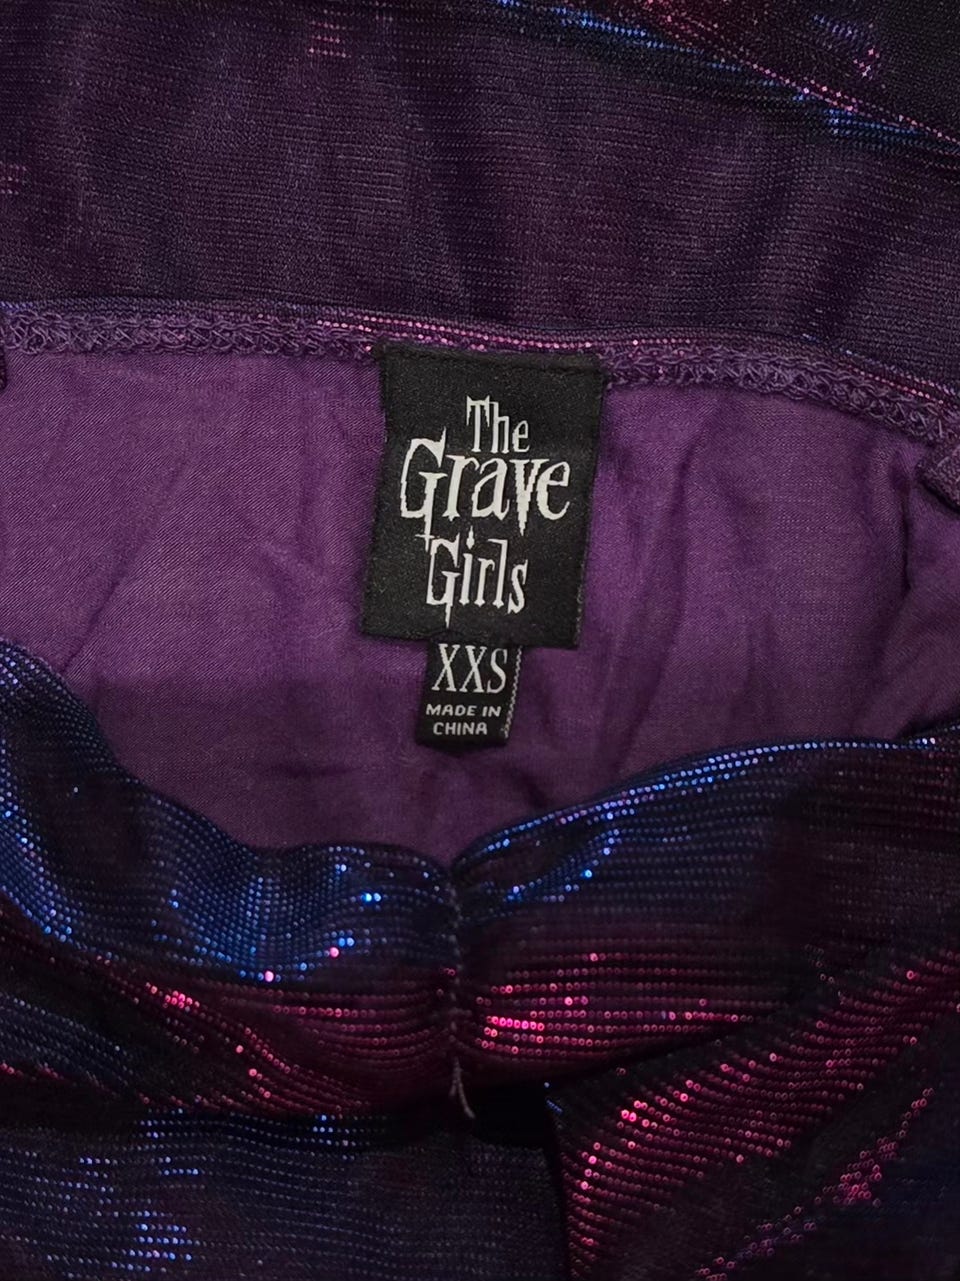 The
Grave
Girls
XXS
MADE IN
CHINA